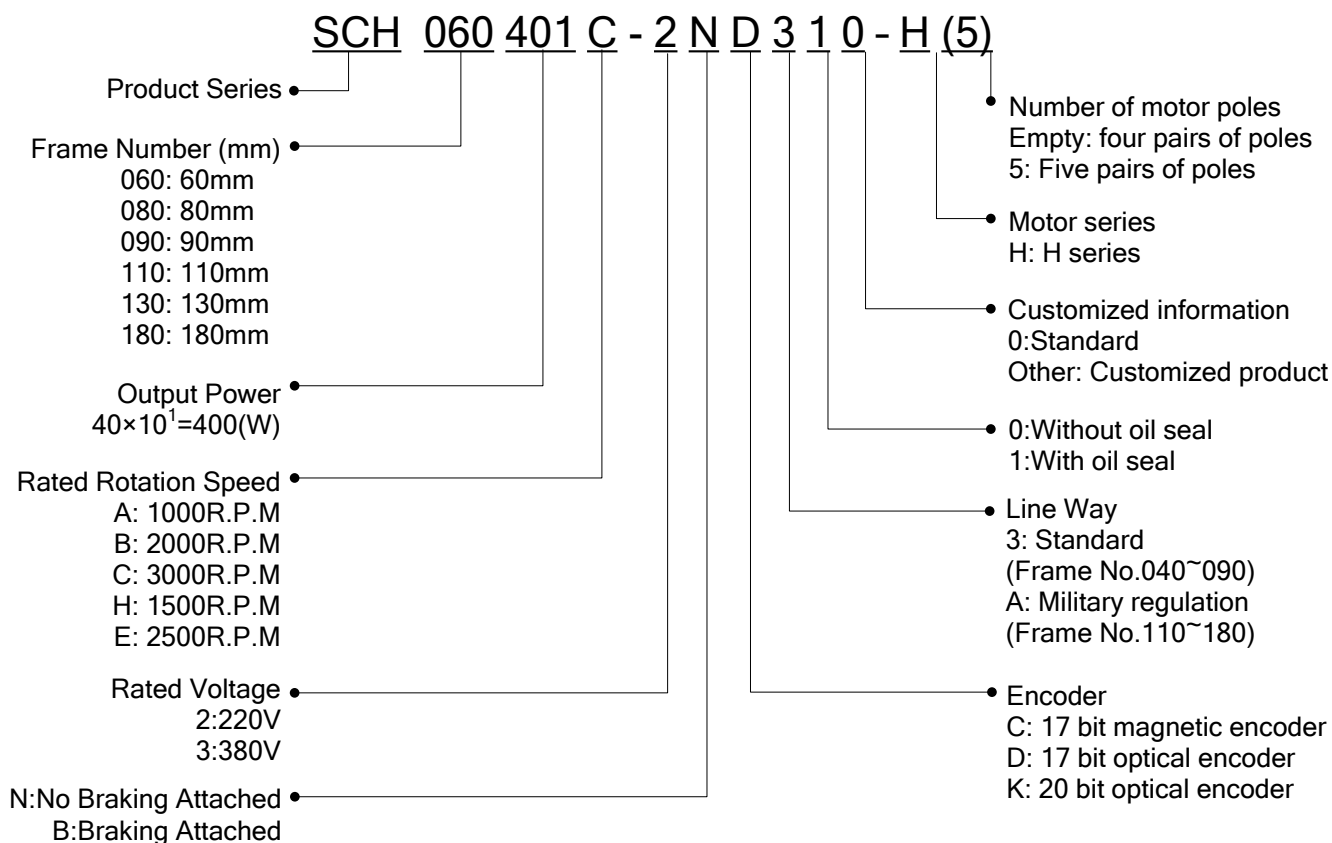 SCH 060 401 C - 2 N D 3 1 0 - H (5)
Product Series
Frame Number (mm)
060: 60mm
080: 80mm
090: 90mm
110: 110mm
130: 130mm
180: 180mm
Output Power
40×10¹=400(W)
Rated Rotation Speed
A: 1000R.P.M
B: 2000R.P.M
C: 3000R.P.M
H: 1500R.P.M
E: 2500R.P.M
Rated Voltage
2:220V
3:380V
N:No Braking Attached
B:Braking Attached
Number of motor poles
Empty: four pairs of poles
5: Five pairs of poles
Motor series
H: H series
Customized information
0:Standard
Other: Customized product
0:Without oil seal
1:With oil seal
Line Way
3: Standard
(Frame No.040~090)
A: Military regulation
(Frame No.110~180)
Encoder
C: 17 bit magnetic encoder
D: 17 bit optical encoder
K: 20 bit optical encoder